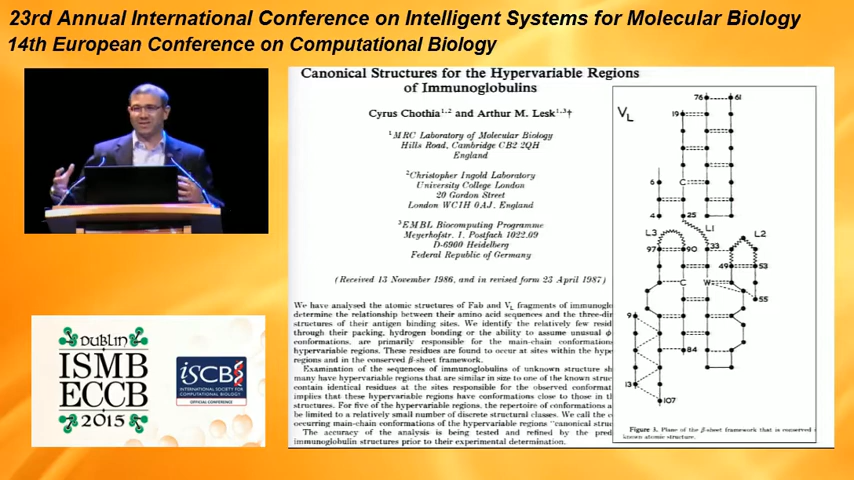 23rd Annual International Conference on Intelligent Systems for Molecular Biology
14th European Conference on Computational Biology
Canonical Structures for the Hypervariable Regions
of Immunoglobulins
Cyrus Chothia1,2 and Arthur M. Lesk1,3†
1MRC Laboratory of Molecular Biology
Hills Road, Cambridge CB2 2QH
England
2Christopher Ingold Laboratory
University College London
20 Gordon Street
London WC1H 0AJ, England
3EMBL Biocomputing Programme
Meyerhofstr. 1, Postfach 1022.09
D-6900 Heidelberg
Federal Republic of Germany
(Received 13 November 1986, and in revised form 23 April 1987)
We have analysed the atomic structures of Fab and VL fragments of immunoglo
determine the relationship between their amino acid sequences and the three-di
structures of their antigen binding sites. We identify the relatively few resid
through their packing, hydrogen bonding or the ability to assume unusual
conformations, are primarily responsible for the main-chain conformations
hypervariable regions. These residues are found to occur at sites within the hype
regions and in the conserved β-sheet framework.
Examination of the sequences of immunoglobulins of unknown structure sh
many have hypervariable regions that are similar in size to one of the known struc
contain identical residues at the sites responsible for the observed conformat
implies that these hypervariable regions have conformations close to those in t
structures. For five of the hypervariable regions, the repertoire of conformations a
be limited to a relatively small number of discrete structural classes. We call the c
occurring main-chain conformations of the hypervariable regions "canonical struc
The accuracy of the analysis is being tested and refined by the pred
immunoglobulin structures prior to their experimental determination.
VL
76 61
19
6 C
4 25
L3 L1 L2
97 90 33
49 53
C W
55
9
84
13
107
Figure 3. Plane of the β-sheet framework that is conserved
known atomic structure.
DUBLIN
ISMB
ECCB
2015
iSCB
INTERNATIONAL SOCIETY FOR
COMPUTATIONAL BIOLOGY
OFFICIAL CONFERENCE